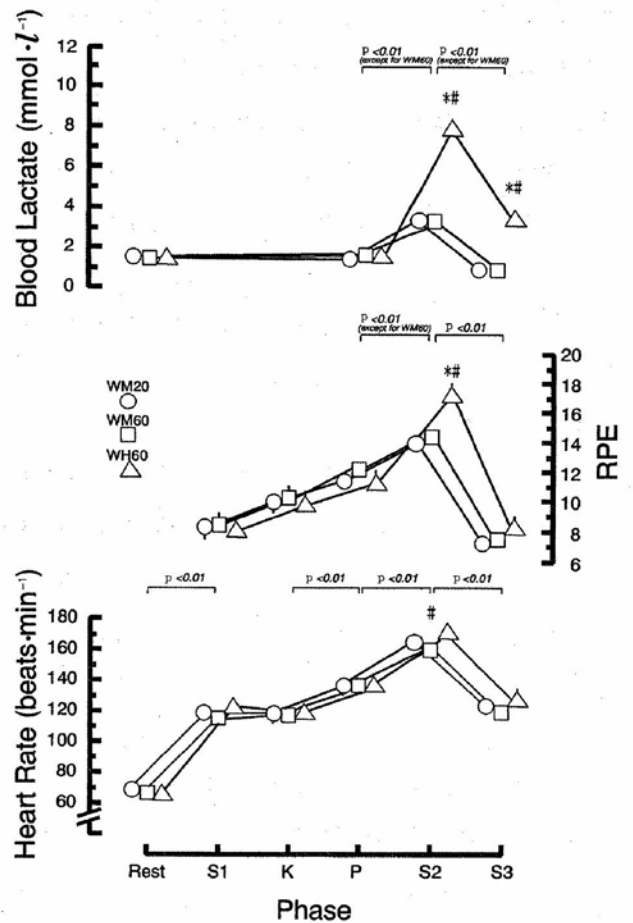 Blood Lactate (mmol·l⁻¹)
12
10
8
6
4
2
0
P <0.01
(except for WM60)
P <0.01
(except for WM60)
*#
*#
P <0.01
(except for WM60)
P <0.01
*#
WM20
WM60
WH60
20
18
16
14
12
10
8
6
RPE
P <0.01
P <0.01
P <0.01
P <0.01
#
Heart Rate (beats·min⁻¹)
180
160
140
120
100
80
60
Rest S1 K P S2 S3
Phase